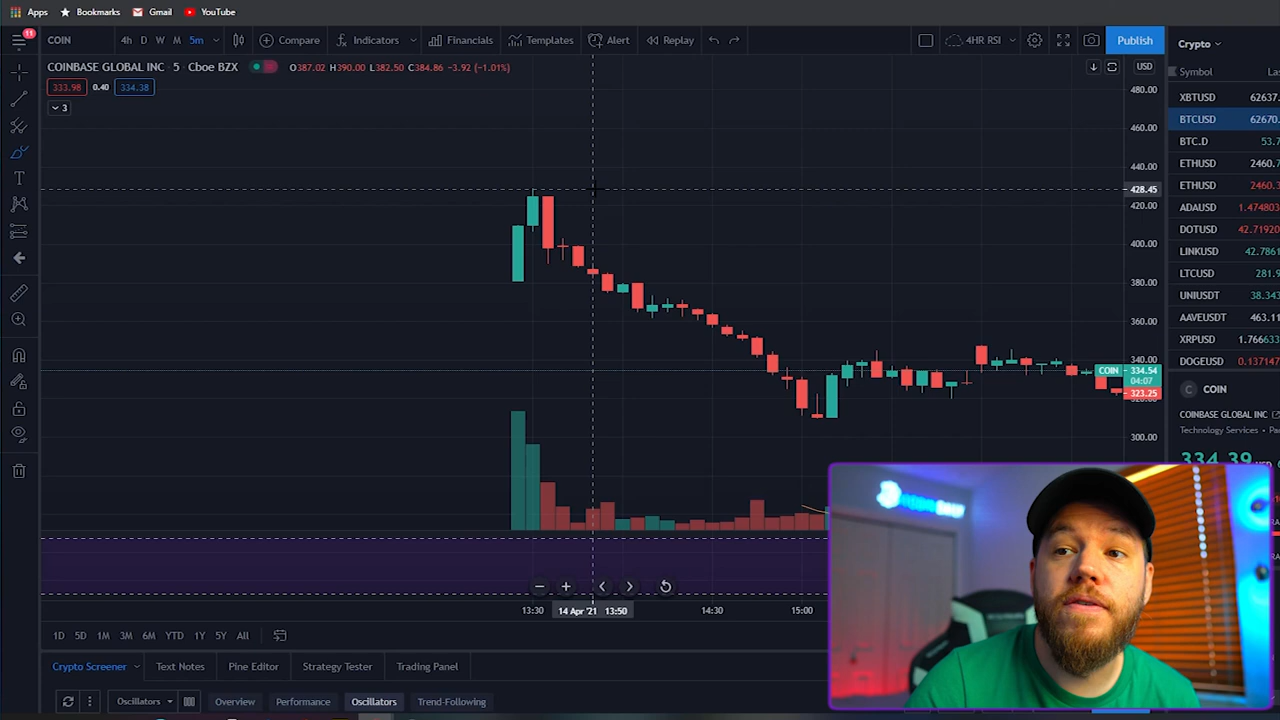 Apps Bookmarks Gmail YouTube
11
COIN 4h D W M 5m Compare Indicators Financials Templates Alert Replay 4HR RSI Publish
Crypto
COINBASE GLOBAL INC · 5 · Cboe BZX O387.02 H390.00 L382.50 C384.86 −3.92 (−1.01%)
USD
Symbol
333.98 0.40 334.38
3
480.00
460.00
440.00
428.45
420.00
400.00
380.00
360.00
340.00
COIN 334.54
04:07
323.25
300.00
XBTUSD 62637.
BTCUSD 62670.
BTC.D 53.7
ETHUSD 2460.7
ETHUSD 2460.3
ADAUSD 1.474803
DOTUSD 42.71920
LINKUSD 42.7861
LTCUSD 281.9
UNIUSDT 38.343
AAVEUSDT 463.11
XRPUSD 1.766633
DOGEUSD 0.137147
C COIN
COINBASE GLOBAL INC
Technology Services
334.39
13:30 14 Apr '21 13:50 14:30 15:00
1D 5D 1M 3M 6M YTD 1Y 5Y All
Crypto Screener Text Notes Pine Editor Strategy Tester Trading Panel
Oscillators Overview Performance Oscillators Trend-Following